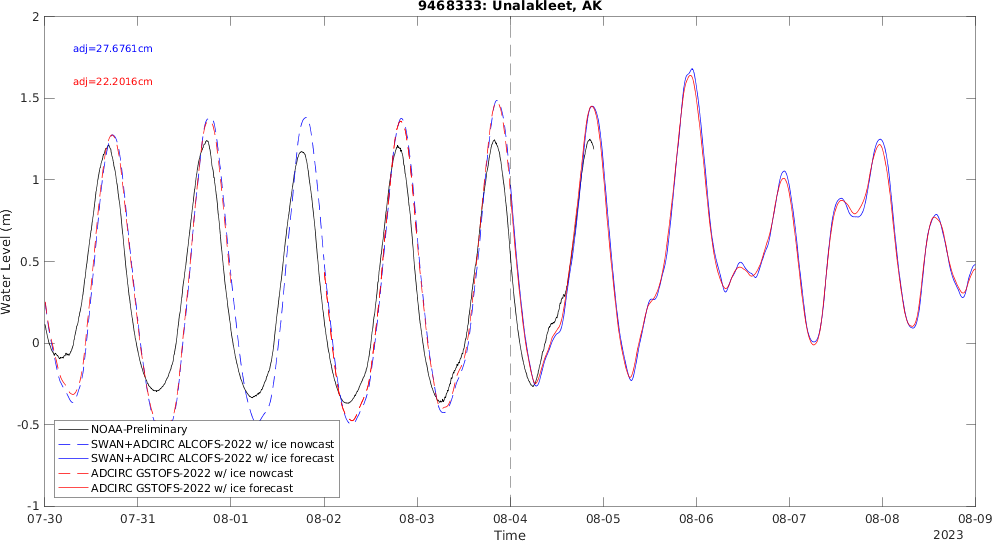 9468333: Unalakleet, AK
adj=27.6761cm
adj=22.2016cm
Water Level (m)
2
1.5
1
0.5
0
-0.5
-1
NOAA-Preliminary
SWAN+ADCIRC ALCOFS-2022 w/ ice nowcast
SWAN+ADCIRC ALCOFS-2022 w/ ice forecast
ADCIRC GSTOFS-2022 w/ ice nowcast
ADCIRC GSTOFS-2022 w/ ice forecast
07-30 07-31 08-01 08-02 08-03 08-04 08-05 08-06 08-07 08-08 08-09
Time
2023